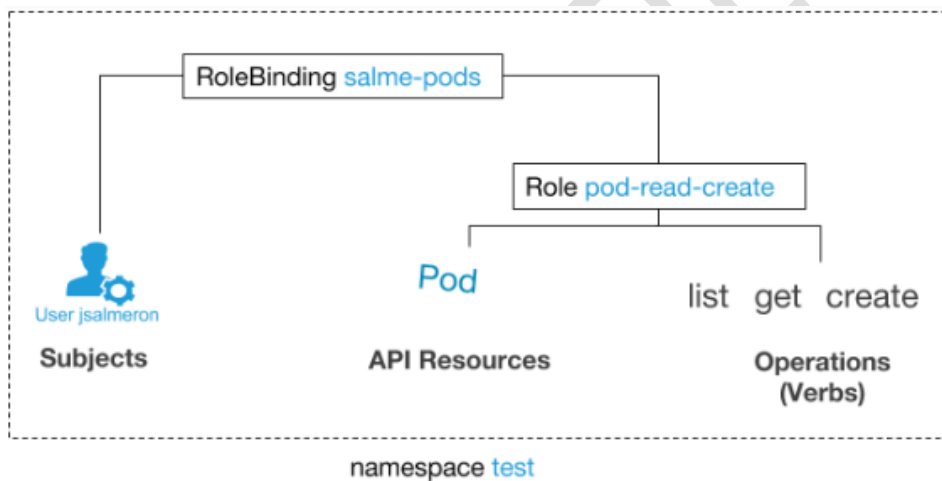 RoleBinding salme-pods
Role pod-read-create
Pod
list get create
User jsalmeron
Subjects
API Resources
Operations
(Verbs)
namespace test